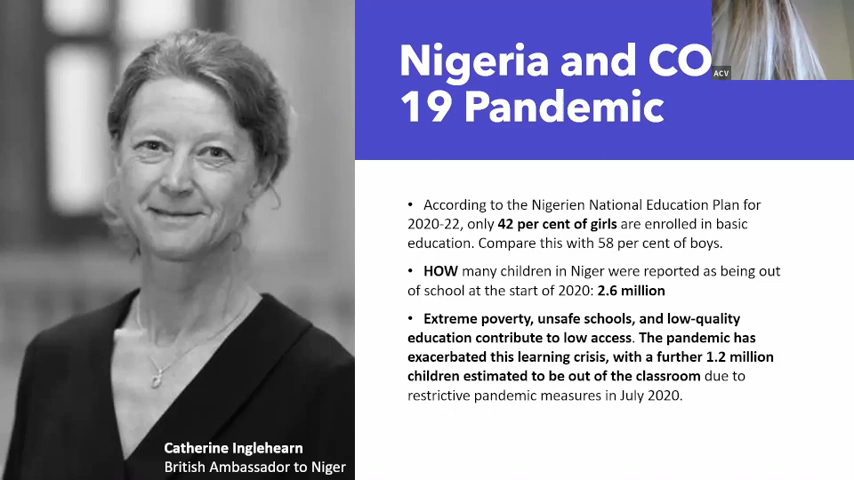 Nigeria and CO
19 Pandemic
ACV
• According to the Nigerien National Education Plan for
2020-22, only 42 per cent of girls are enrolled in basic
education. Compare this with 58 per cent of boys.
• HOW many children in Niger were reported as being out
of school at the start of 2020: 2.6 million
• Extreme poverty, unsafe schools, and low-quality
education contribute to low access. The pandemic has
exacerbated this learning crisis, with a further 1.2 million
children estimated to be out of the classroom due to
restrictive pandemic measures in July 2020.
Catherine Inglehearn
British Ambassador to Niger